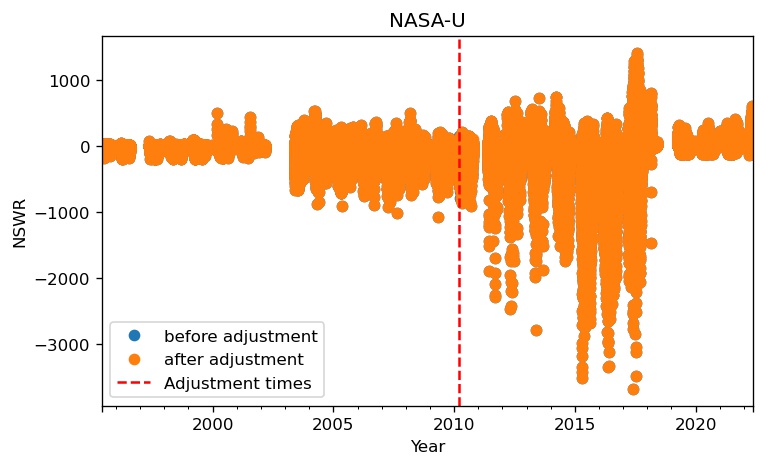 NASA-U
NSWR
1000
0
−1000
−2000
−3000
before adjustment
after adjustment
Adjustment times
2000
2005
2010
2015
2020
Year